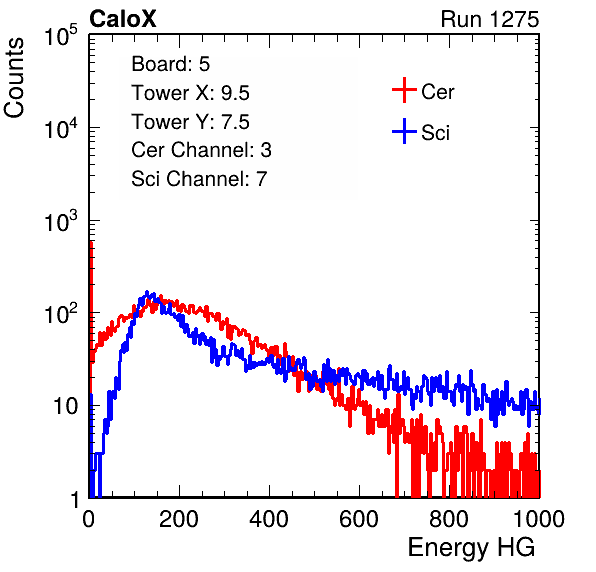 CaloX Run 1275
Counts
10^5
10^4
10^3
10^2
10
1
Board: 5
Tower X: 9.5
Tower Y: 7.5
Cer Channel: 3
Sci Channel: 7
Cer
Sci
0 200 400 600 800 1000
Energy HG